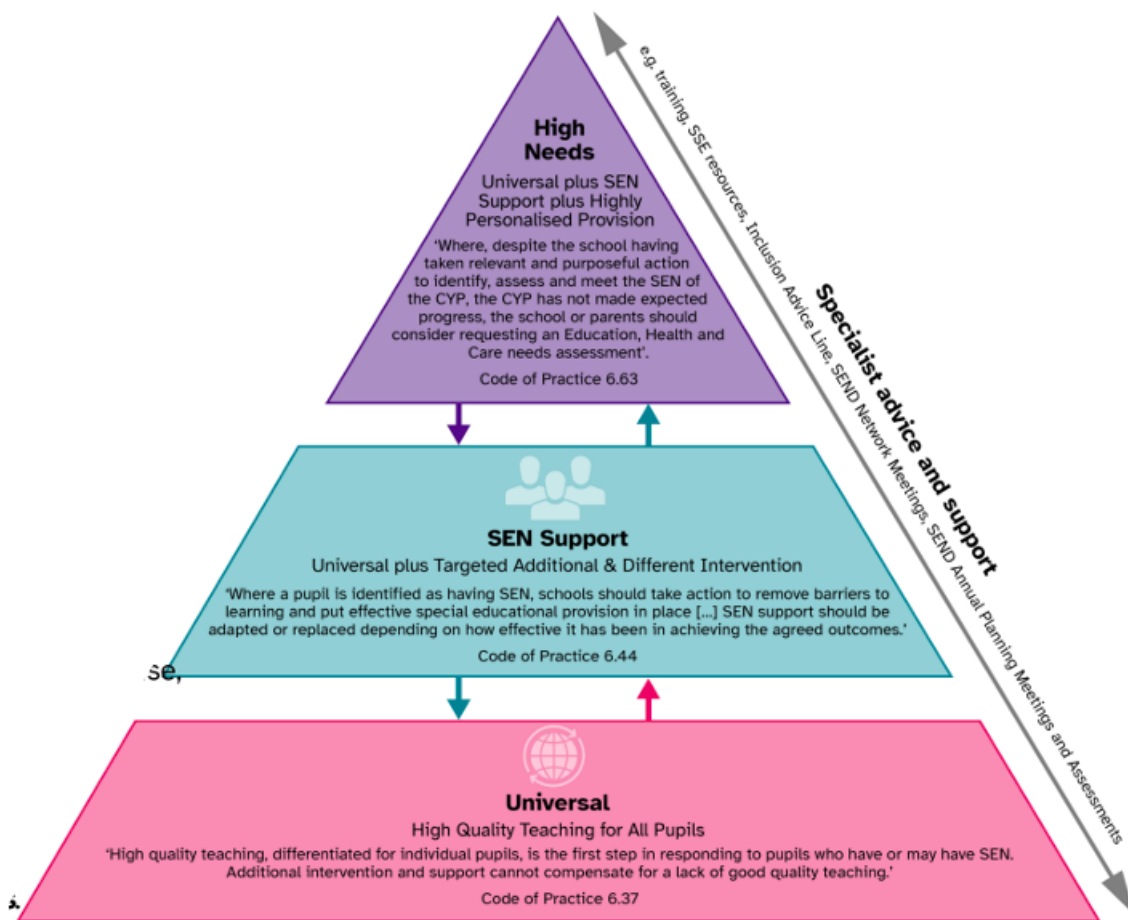 High
Needs
Universal plus SEN
Support plus Highly
Personalised Provision
‘Where, despite the school having
taken relevant and purposeful action
to identify, assess and meet the SEN of
the CYP, the CYP has not made expected
progress, the school or parents should
consider requesting an Education, Health and
Care needs assessment’.
Code of Practice 6.63
SEN Support
Universal plus Targeted Additional & Different Intervention
‘Where a pupil is identified as having SEN, schools should take action to remove barriers to
learning and put effective special educational provision in place [...] SEN support should be
adapted or replaced depending on how effective it has been in achieving the agreed outcomes.’
Code of Practice 6.44
se,
Universal
High Quality Teaching for All Pupils
‘High quality teaching, differentiated for individual pupils, is the first step in responding to pupils who have or may have SEN.
Additional intervention and support cannot compensate for a lack of good quality teaching.’
Code of Practice 6.37
Specialist advice and support
e.g. training, SSE resources, Inclusion Advice Line, SEND Network Meetings, SEND Annual Planning Meetings and Assessments